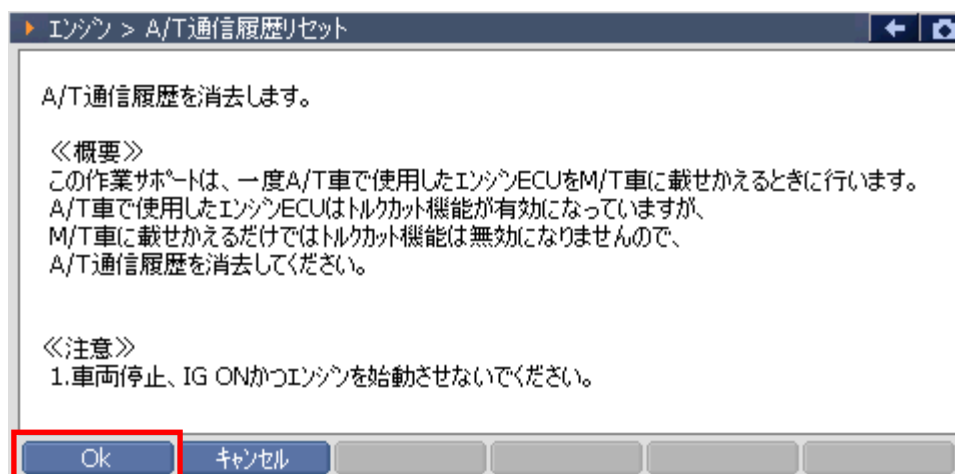 エンジン > A/T通信履歴リセット
A/T通信履歴を消去します。
≪概要≫
この作業ｻﾎﾟｰﾄは、一度A/T車で使用したエンジンECUをM/T車に載せかえるときに行います。
A/T車で使用したエンジンECUはﾄﾙｸｶｯﾄ機能が有効になっていますが、
M/T車に載せかえるだけではﾄﾙｸｶｯﾄ機能は無効になりませんので、
A/T通信履歴を消去してください。
≪注意≫
1.車両停止、IG ONかつエンジンを始動させないでください。
Ok ｷｬﾝｾﾙ